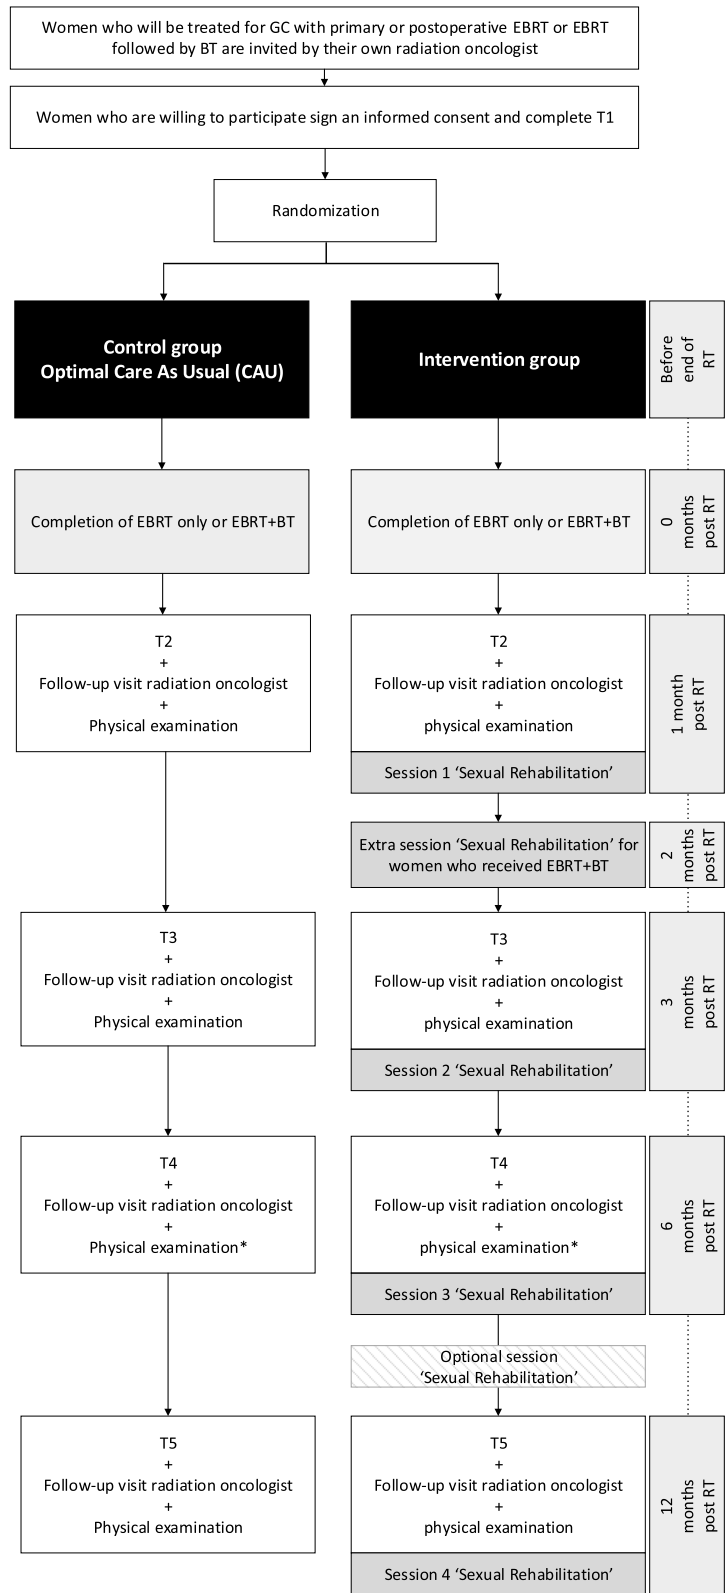 Women who will be treated for GC with primary or postoperative EBRT or EBRT
followed by BT are invited by their own radiation oncologist
Women who are willing to participate sign an informed consent and complete T1
Randomization
Control group
Optimal Care As Usual (CAU)
Intervention group
Before
end of
RT
Completion of EBRT only or EBRT+BT
Completion of EBRT only or EBRT+BT
0
months
post RT
T2
+
Follow-up visit radiation oncologist
+
Physical examination
T2
+
Follow-up visit radiation oncologist
+
physical examination
Session 1 ‘Sexual Rehabilitation’
1 month
post RT
Extra session ‘Sexual Rehabilitation’ for
women who received EBRT+BT
2
months
post RT
T3
+
Follow-up visit radiation oncologist
+
Physical examination
T3
+
Follow-up visit radiation oncologist
+
physical examination
Session 2 ‘Sexual Rehabilitation’
3
months
post RT
T4
+
Follow-up visit radiation oncologist
+
Physical examination*
T4
+
Follow-up visit radiation oncologist
+
physical examination*
Session 3 ‘Sexual Rehabilitation’
6
months
post RT
Optional session
‘Sexual Rehabilitation’
T5
+
Follow-up visit radiation oncologist
+
Physical examination
T5
+
Follow-up visit radiation oncologist
+
physical examination
Session 4 ‘Sexual Rehabilitation’
12
months
post RT